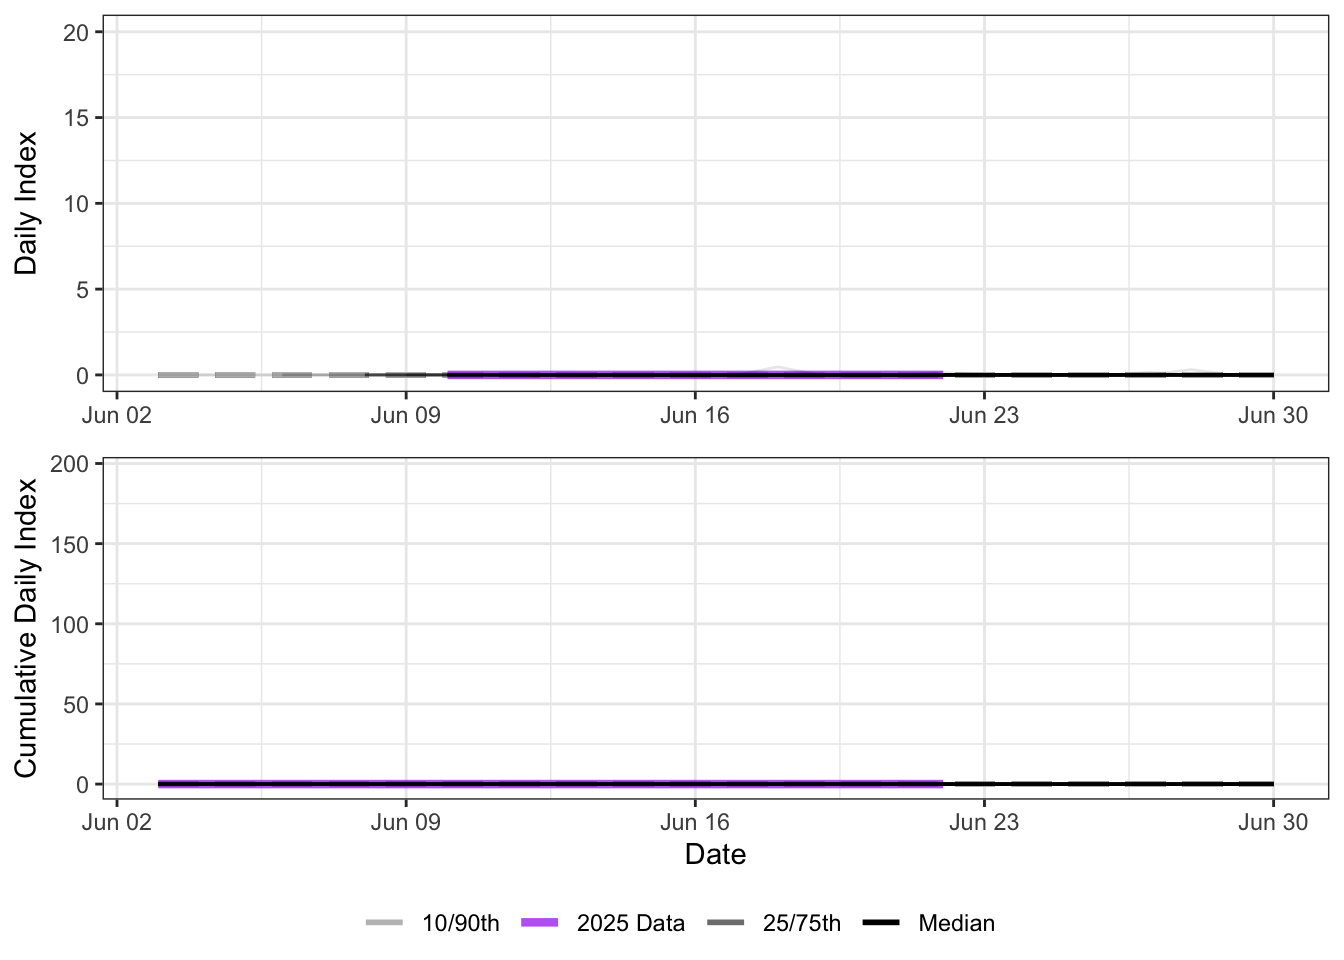 Daily Index
20
15
10
5
0
Jun 02 Jun 09 Jun 16 Jun 23 Jun 30
Cumulative Daily Index
200
150
100
50
0
Jun 02 Jun 09 Jun 16 Jun 23 Jun 30
Date
10/90th 2025 Data 25/75th Median